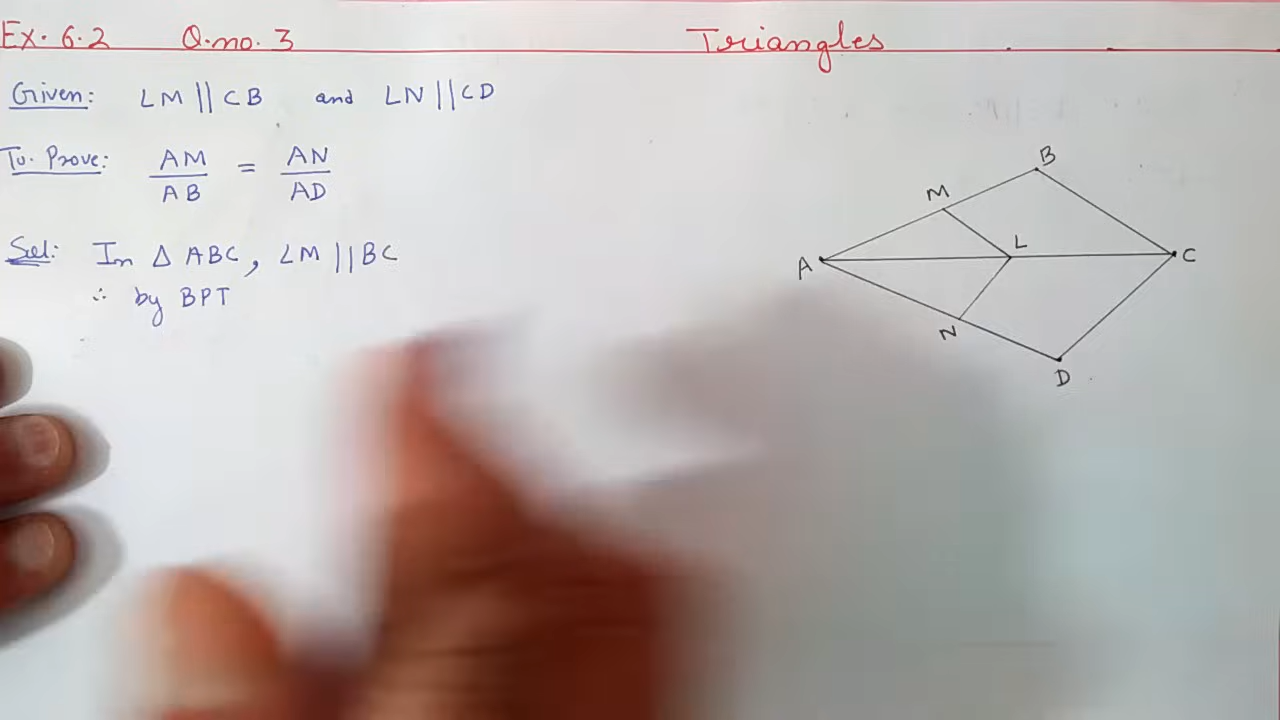 Ex. 6.2 Q.no. 3 Triangles
Given: LM || CB and LN || CD
To Prove: AM/AB = AN/AD
Sol: In Δ ABC, LM || BC
∴ by BPT
B
M
L
A
C
N
D